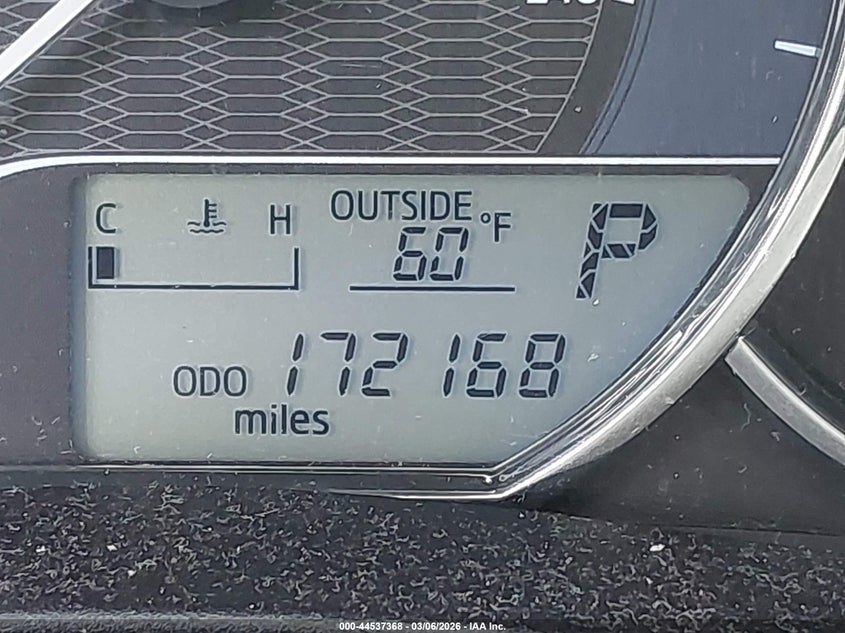 C H OUTSIDE °F P
60
ODO 172168
miles
000-44537368 - 03/06/2026 - IAA Inc.